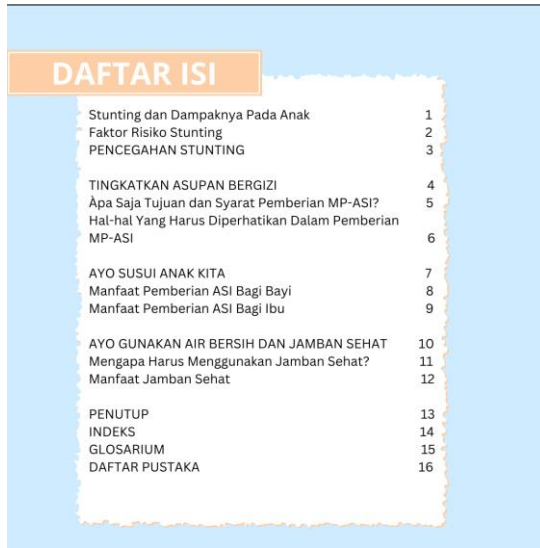 DAFTAR ISI
Stunting dan Dampaknya Pada Anak 1
Faktor Risiko Stunting 2
PENCEGAHAN STUNTING 3
TINGKATKAN ASUPAN BERGIZI 4
Àpa Saja Tujuan dan Syarat Pemberian MP-ASI? 5
Hal-hal Yang Harus Diperhatikan Dalam Pemberian
MP-ASI 6
AYO SUSUI ANAK KITA 7
Manfaat Pemberian ASI Bagi Bayi 8
Manfaat Pemberian ASI Bagi Ibu 9
AYO GUNAKAN AIR BERSIH DAN JAMBAN SEHAT 10
Mengapa Harus Menggunakan Jamban Sehat? 11
Manfaat Jamban Sehat 12
PENUTUP 13
INDEKS 14
GLOSARIUM 15
DAFTAR PUSTAKA 16